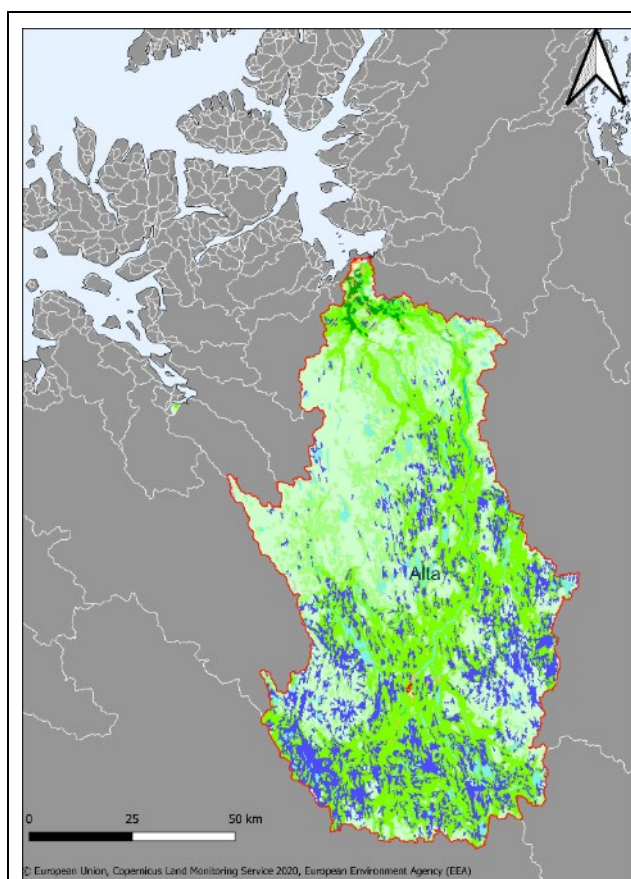 Alta
0 25 50 km
© European Union, Copernicus Land Monitoring Service 2020, European Environment Agency (EEA)